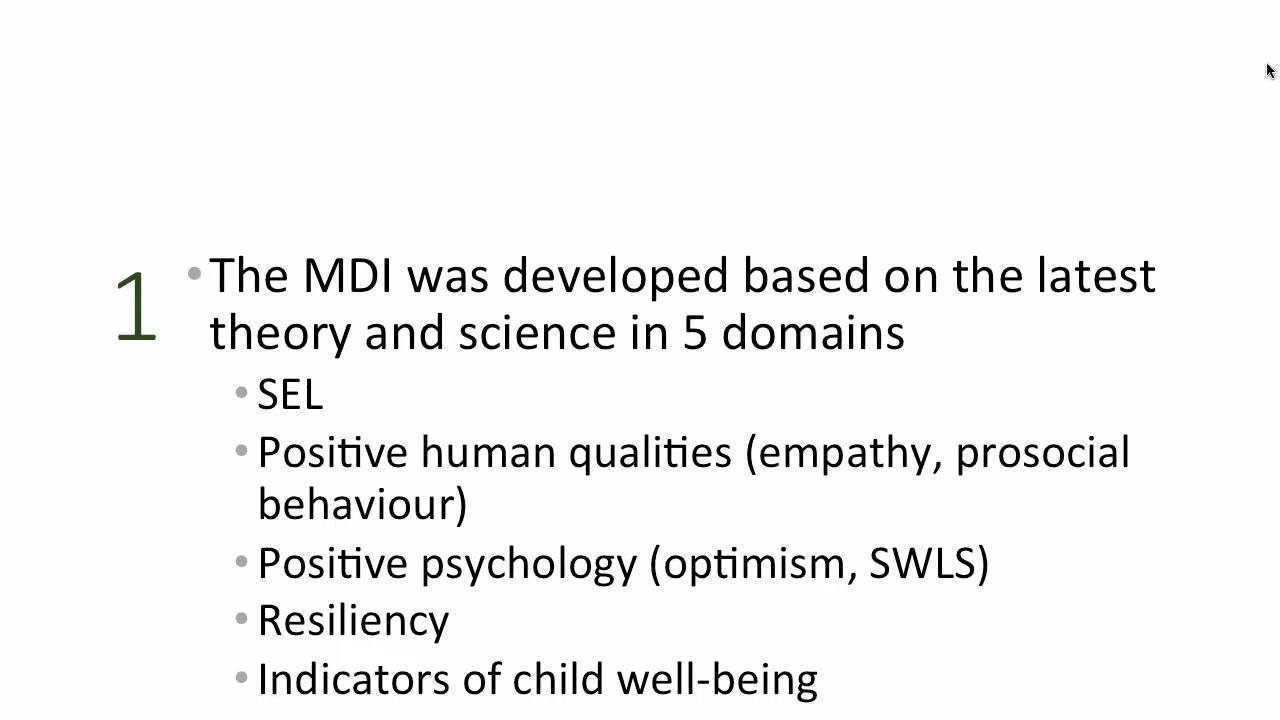 1
• The MDI was developed based on the latest
theory and science in 5 domains
• SEL
• Positive human qualities (empathy, prosocial
behaviour)
• Positive psychology (optimism, SWLS)
• Resiliency
• Indicators of child well-being